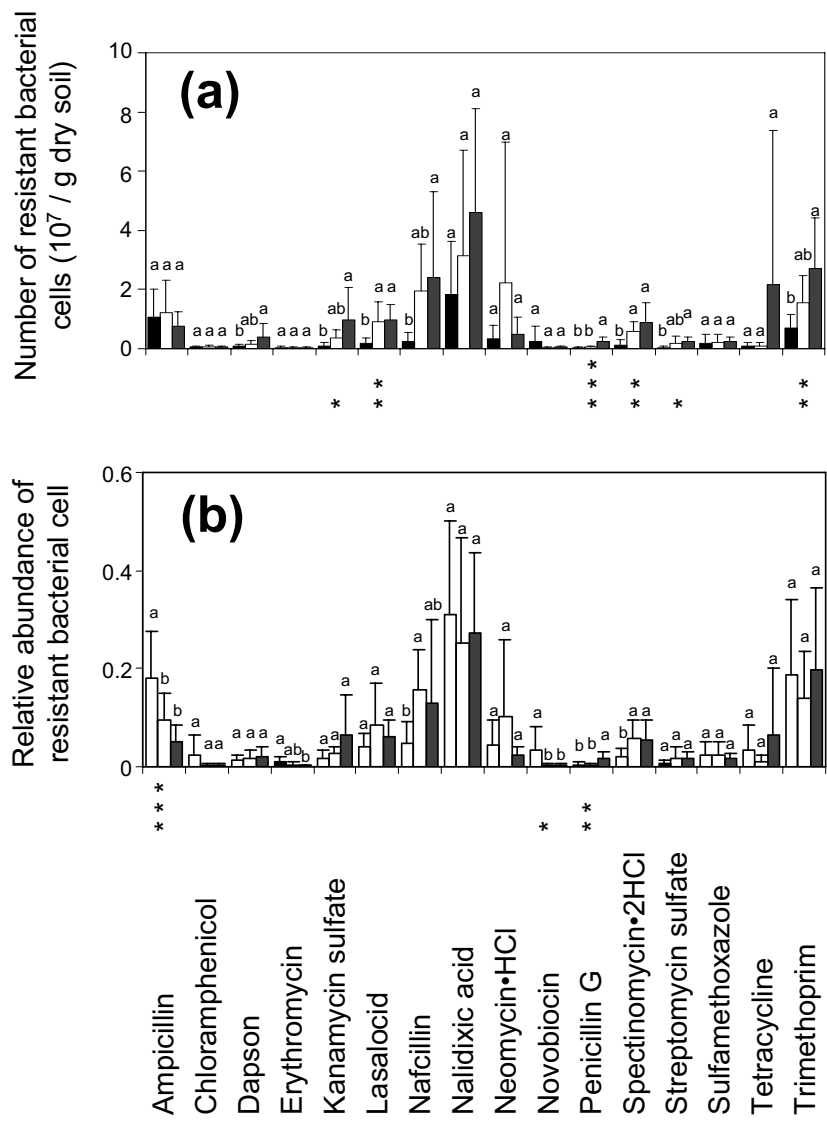 (a)
Number of resistant bacterial
cells (10⁷ / g dry soil)
10
8
6
4
2
0
a a a
a a a
b ab a
a a a
b ab a
b a a
b ab a
a a a
a a a
a a a
b b a
b a a
b ab a
a a a
a a a
b ab a
*
* *
* * *
* *
*
* *
(b)
Relative abundance of
resistant bacterial cell
0.6
0.4
0.2
0
a b b
a a a
a a a
a ab b
a a a
a a a
b a ab
a a a
a a a
a b b
b b a
b a a
a a a
a a a
a a a
a a a
* * *
*
* *
Ampicillin
Chloramphenicol
Dapson
Erythromycin
Kanamycin sulfate
Lasalocid
Nafcillin
Nalidixic acid
Neomycin•HCl
Novobiocin
Penicillin G
Spectinomycin•2HCl
Streptomycin sulfate
Sulfamethoxazole
Tetracycline
Trimethoprim